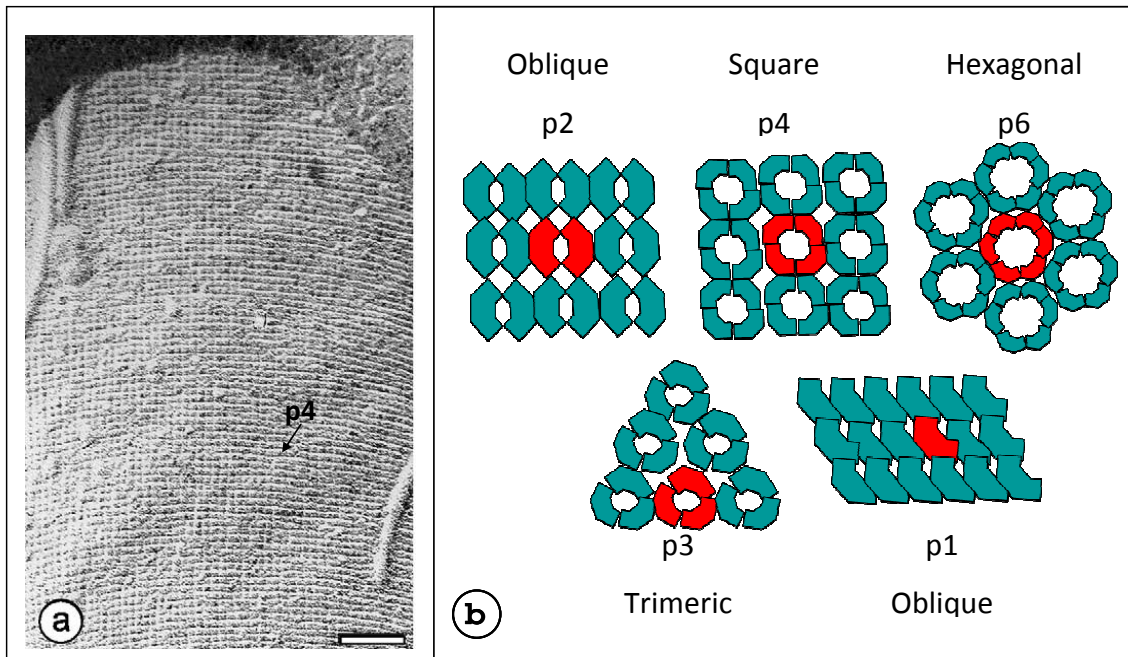 p4
a
Oblique Square Hexagonal
p2 p4 p6
p3 p1
Trimeric Oblique
b